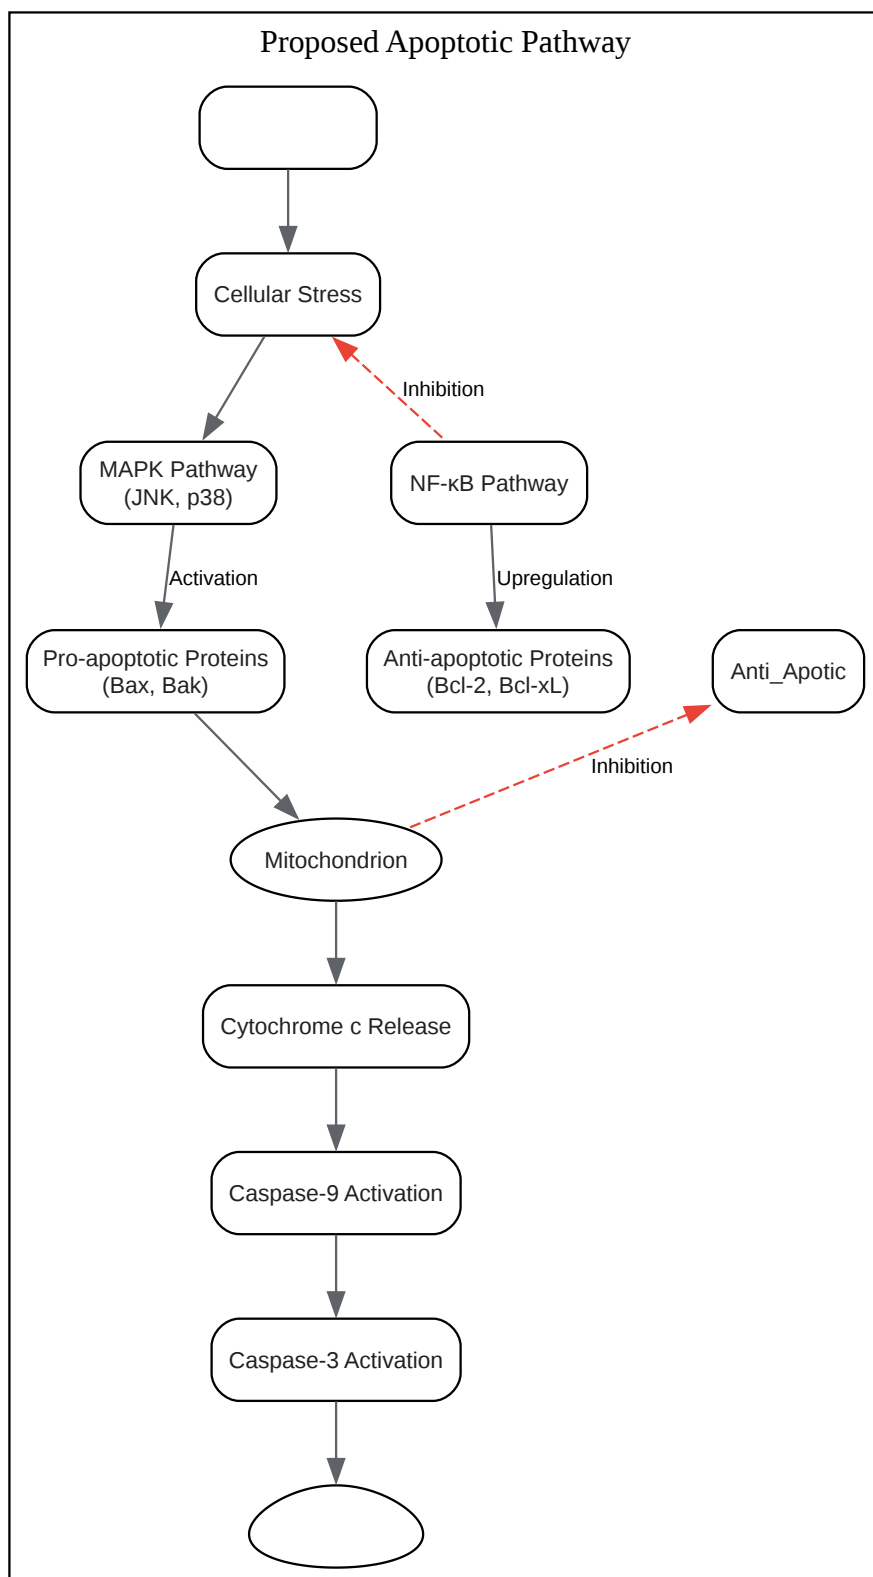 Proposed Apoptotic Pathway
Cellular Stress
Inhibition
MAPK Pathway
(JNK, p38)
NF-κB Pathway
Activation
Upregulation
Pro-apoptotic Proteins
(Bax, Bak)
Anti-apoptotic Proteins
(Bcl-2, Bcl-xL)
Anti_Apotic
Inhibition
Mitochondrion
Cytochrome c Release
Caspase-9 Activation
Caspase-3 Activation